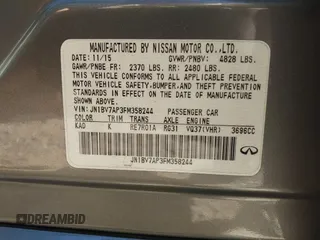 MANUFACTURED BY NISSAN MOTOR CO.,LTD.
DATE: 11/15 GVWR/PNBV: 4828 LBS.
GAWR/PNBE FR: 2370 LBS. RR: 2480 LBS.
THIS VEHICLE CONFORMS TO ALL APPLICABLE FEDERAL
MOTOR VEHICLE SAFETY, BUMPER, AND THEFT PREVENTION
STANDARDS IN EFFECT ON THE DATE OF
MANUFACTURE SHOWN ABOVE.
JN1BV7AP3FM358244 PASSENGER CAR
COLOR TRIM TRANS AXLE ENGINE
KAD K RE7R01A RG31 VQ37(VHR) 3696CC
JN1BV7AP3FM358244
DREAMBID